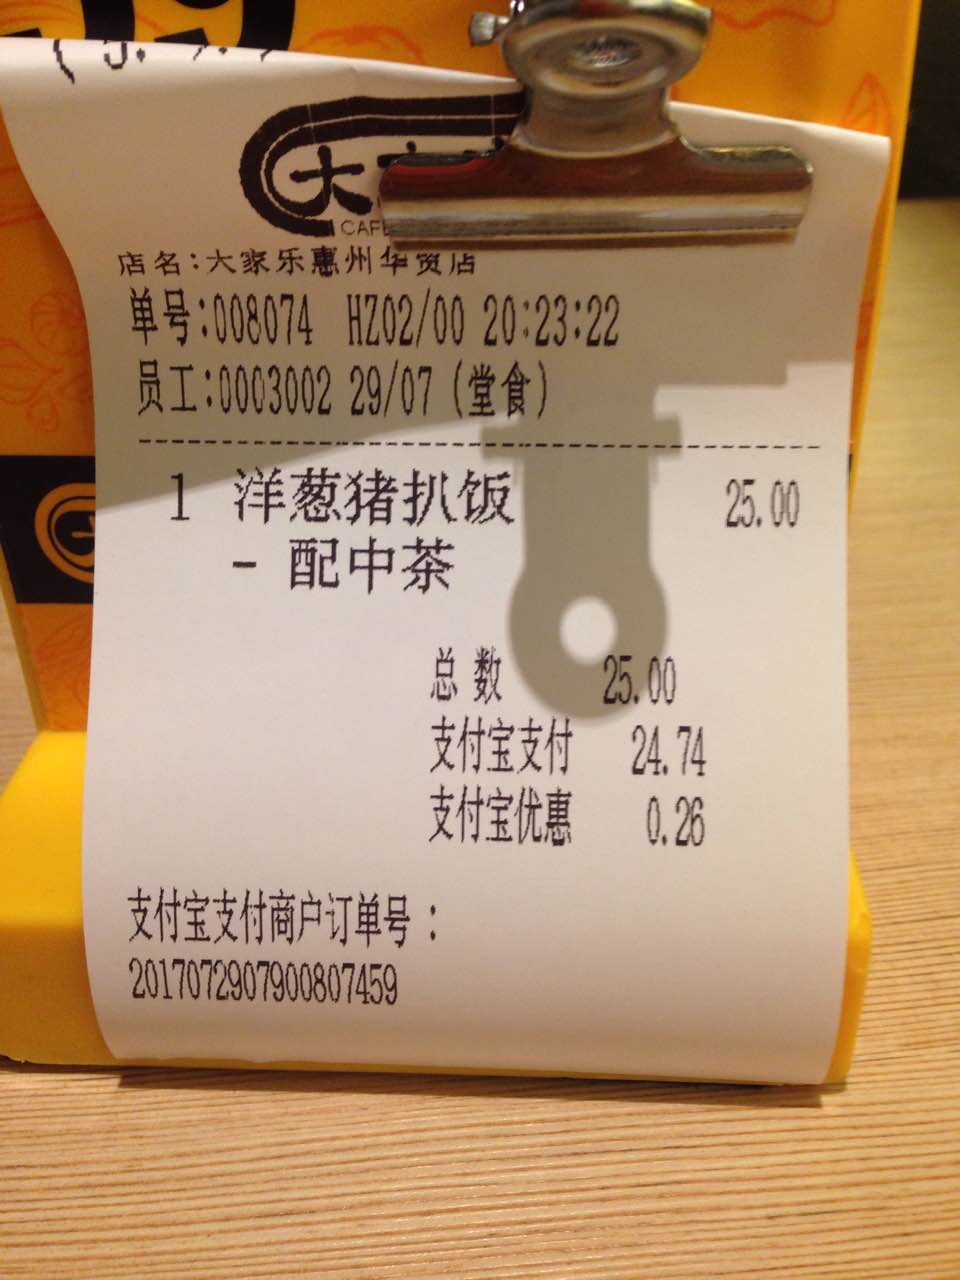 大
CAFE
店名:大家乐惠州华贸店
单号:008074 HZ02/00 20:23:22
员工:0003002 29/07 (堂食)
1 洋葱猪扒饭 25.00
- 配中茶
总 数 25.00
支付宝支付 24.74
支付宝优惠 0.26
支付宝支付商户订单号 :
2017072907900807459